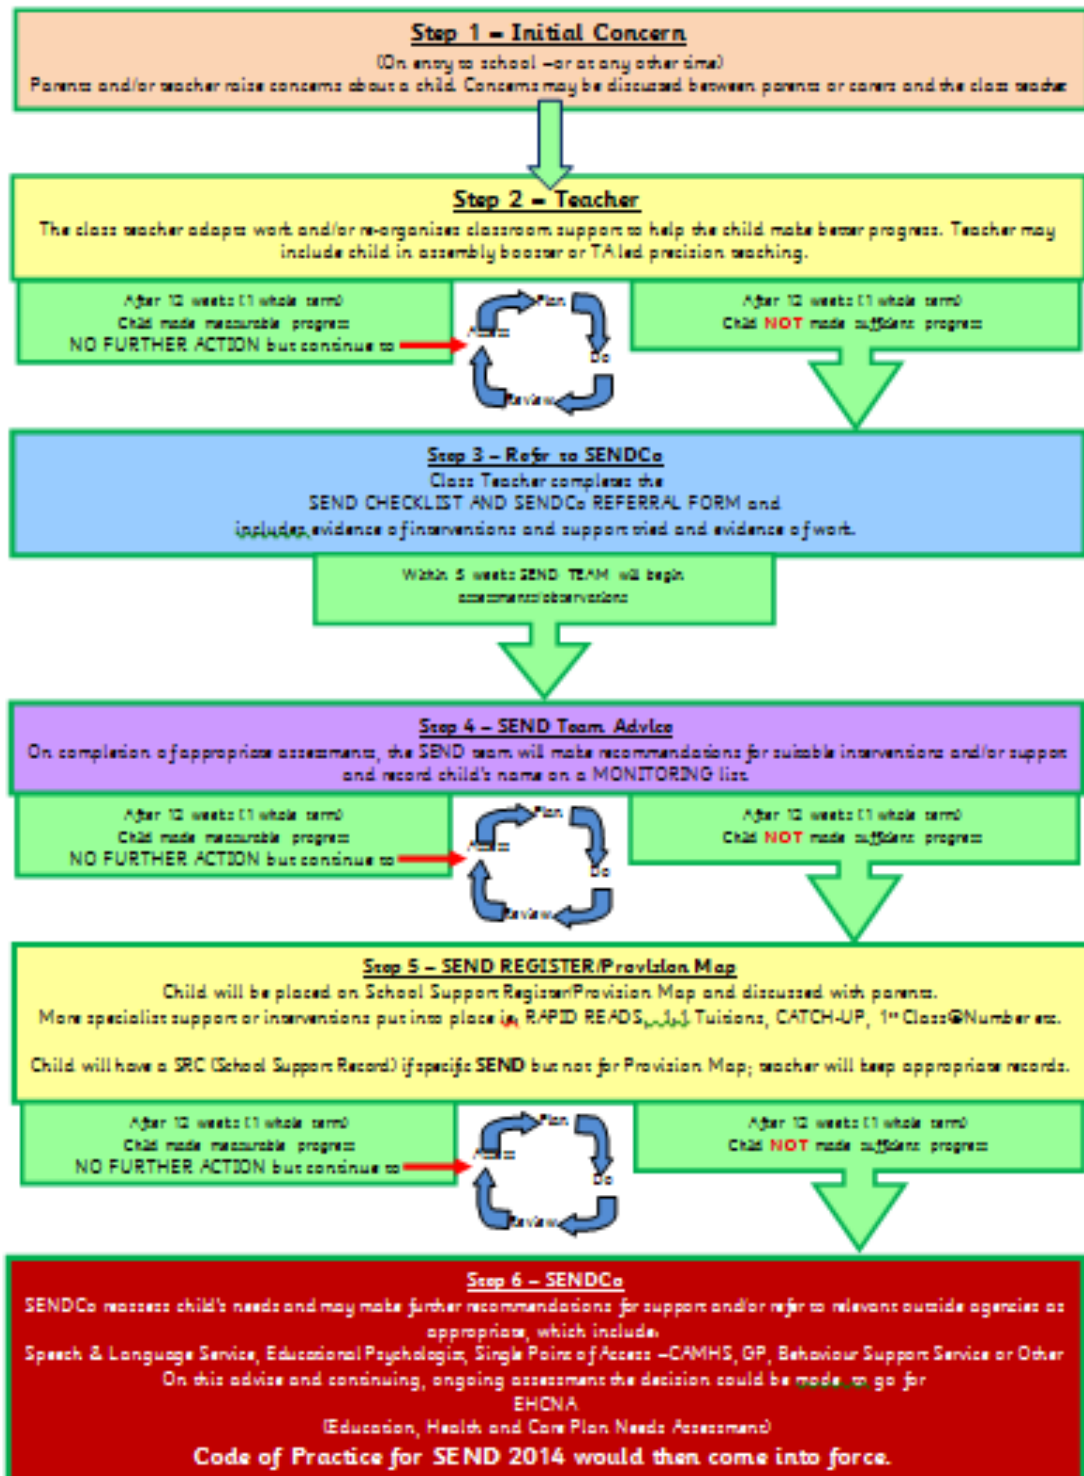 Step 1 – Initial Concern
(On entry to school –or at any other time)
Parents and/or teacher raise concerns about a child. Concerns may be discussed between parents or carers and the class teacher
Step 2 – Teacher
The class teacher adapts work and/or re-organises classroom support to help the child make better progress. Teacher may
include child in assembly booster or TA led precision teaching.
After 12 weeks (1 whole term)
Child made measurable progress
NO FURTHER ACTION but continue to
Plan
Assess
Do
Review
After 12 weeks (1 whole term)
Child NOT made sufficient progress
Step 3 – Refer to SENDCo
Class Teacher completes the
SEND CHECKLIST AND SENDCo REFERRAL FORM and
includes evidence of interventions and support tried and evidence of work.
Within 6 weeks SEND TEAM will begin
assessments/observations
Step 4 – SEND Team Advice
On completion of appropriate assessments, the SEND team will make recommendations for suitable interventions and/or support
and record child's name on a MONITORING list.
After 12 weeks (1 whole term)
Child made measurable progress
NO FURTHER ACTION but continue to
Plan
Assess
Do
Review
After 12 weeks (1 whole term)
Child NOT made sufficient progress
Step 5 – SEND REGISTER/Provision Map
Child will be placed on School Support Register/Provision Map and discussed with parents.
More specialist support or interventions put into place ie, RAPID READS, 1:1 Tuitions, CATCH-UP, 1st Class@Number etc.
Child will have a SRC (School Support Record) if specific SEND but not for Provision Map; teacher will keep appropriate records.
After 12 weeks (1 whole term)
Child made measurable progress
NO FURTHER ACTION but continue to
Plan
Assess
Do
Review
After 12 weeks (1 whole term)
Child NOT made sufficient progress
Step 6 – SENDCo
SENDCo reassess child's needs and may make further recommendations for support and/or refer to relevant outside agencies as
appropriate, which include:
Speech & Language Service, Educational Psychologist, Single Point of Access –CAMHS, GP, Behaviour Support Service or Other
On this advise and continuing, ongoing assessment the decision could be made to go for
EHCNA
(Education, Health and Care Plan Needs Assessment)
Code of Practice for SEND 2014 would then come into force.